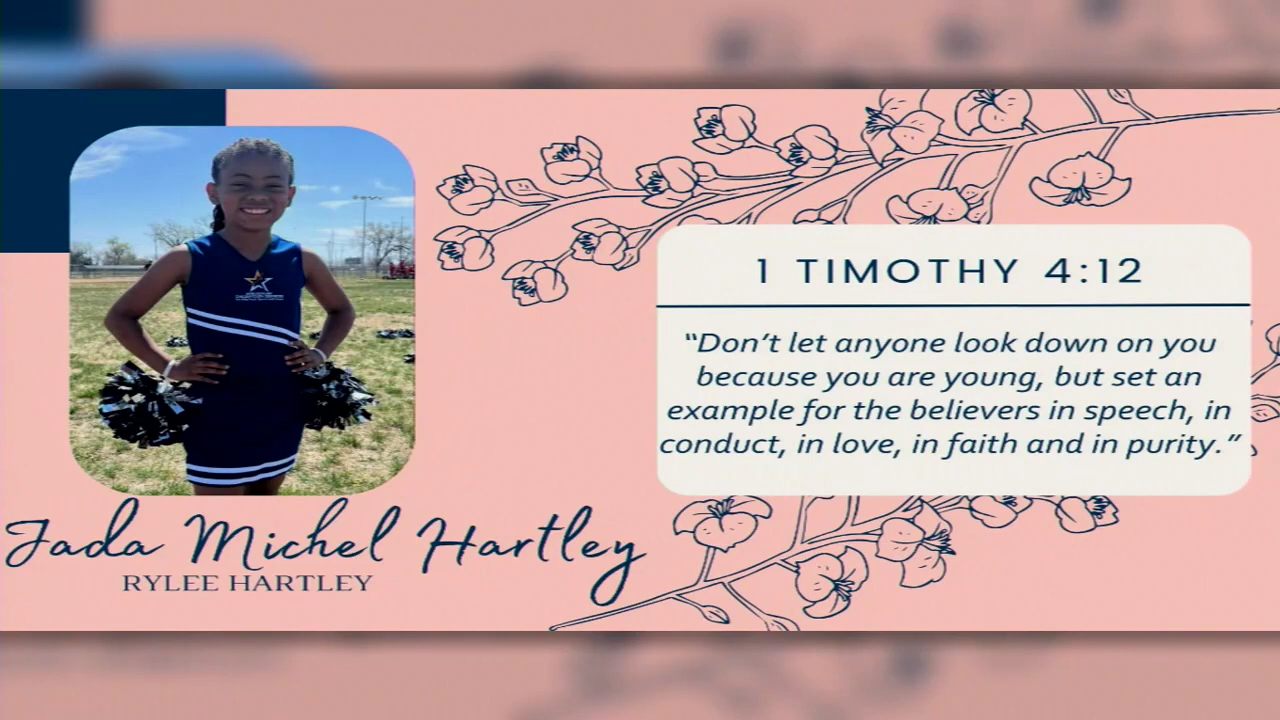 1 TIMOTHY 4:12
“Don’t let anyone look down on you
because you are young, but set an
example for the believers in speech, in
conduct, in love, in faith and in purity.”
Jada Michel Hartley
RYLEE HARTLEY